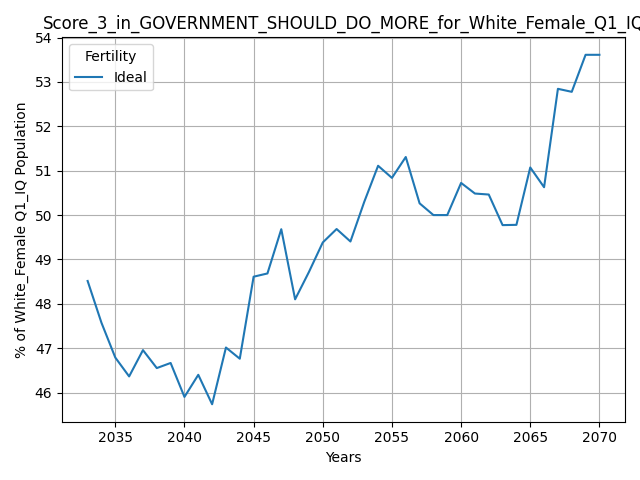 Score_3_in_GOVERNMENT_SHOULD_DO_MORE_for_White_Female_Q1_IQ
Fertility
Ideal
% of White_Female Q1_IQ Population
54
53
52
51
50
49
48
47
46
2035 2040 2045 2050 2055 2060 2065 2070
Years